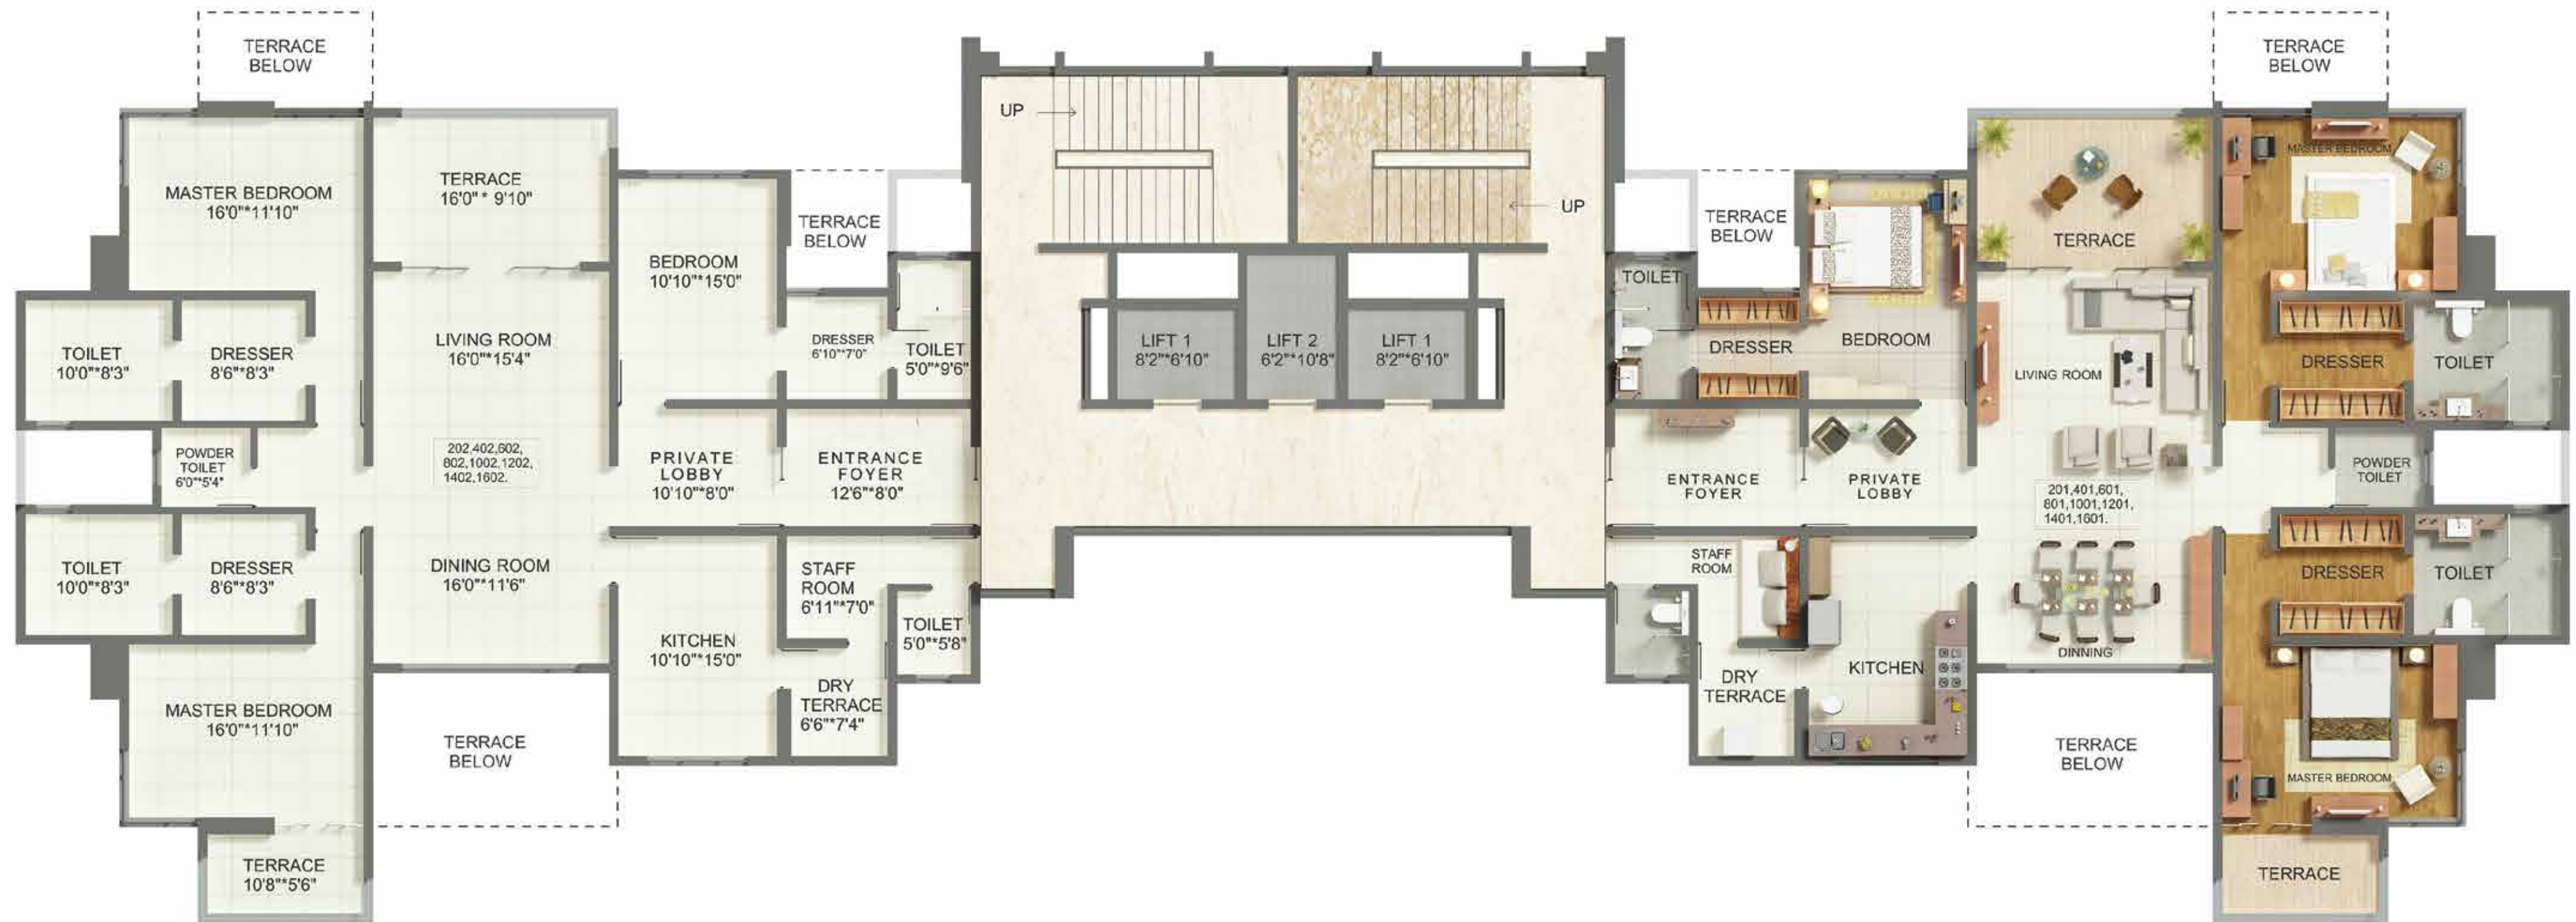 TERRACE
BELOW
MASTER BEDROOM
16'0"*11'10"
TERRACE
16'0" * 9'10"
BEDROOM
10'10"*15'0"
TERRACE
BELOW
TOILET
10'0"*8'3"
DRESSER
8'6"*8'3"
LIVING ROOM
16'0"*15'4"
DRESSER
6'10"*7'0"
TOILET
5'0"*9'6"
POWDER
TOILET
6'0"*5'4"
202,402,602,
802,1002,1202,
1402,1602.
PRIVATE
LOBBY
10'10"*8'0"
ENTRANCE
FOYER
12'6"*8'0"
TOILET
10'0"*8'3"
DRESSER
8'6"*8'3"
DINING ROOM
16'0"*11'6"
STAFF
ROOM
6'11"*7'0"
TOILET
5'0"*5'8"
KITCHEN
10'10"*15'0"
DRY
TERRACE
6'6"*7'4"
MASTER BEDROOM
16'0"*11'10"
TERRACE
BELOW
TERRACE
10'8"*5'6"
UP
UP
LIFT 1
8'2"*6'10"
LIFT 2
6'2"*10'8"
LIFT 1
8'2"*6'10"
TERRACE
BELOW
MASTER BEDROOM
TERRACE
BELOW
TERRACE
TOILET
DRESSER
BEDROOM
LIVING ROOM
DRESSER
TOILET
ENTRANCE
FOYER
PRIVATE
LOBBY
201,401,601,
801,1001,1201,
1401,1601.
POWDER
TOILET
STAFF
ROOM
DRESSER
TOILET
DINNING
KITCHEN
DRY
TERRACE
TERRACE
BELOW
MASTER BEDROOM
TERRACE